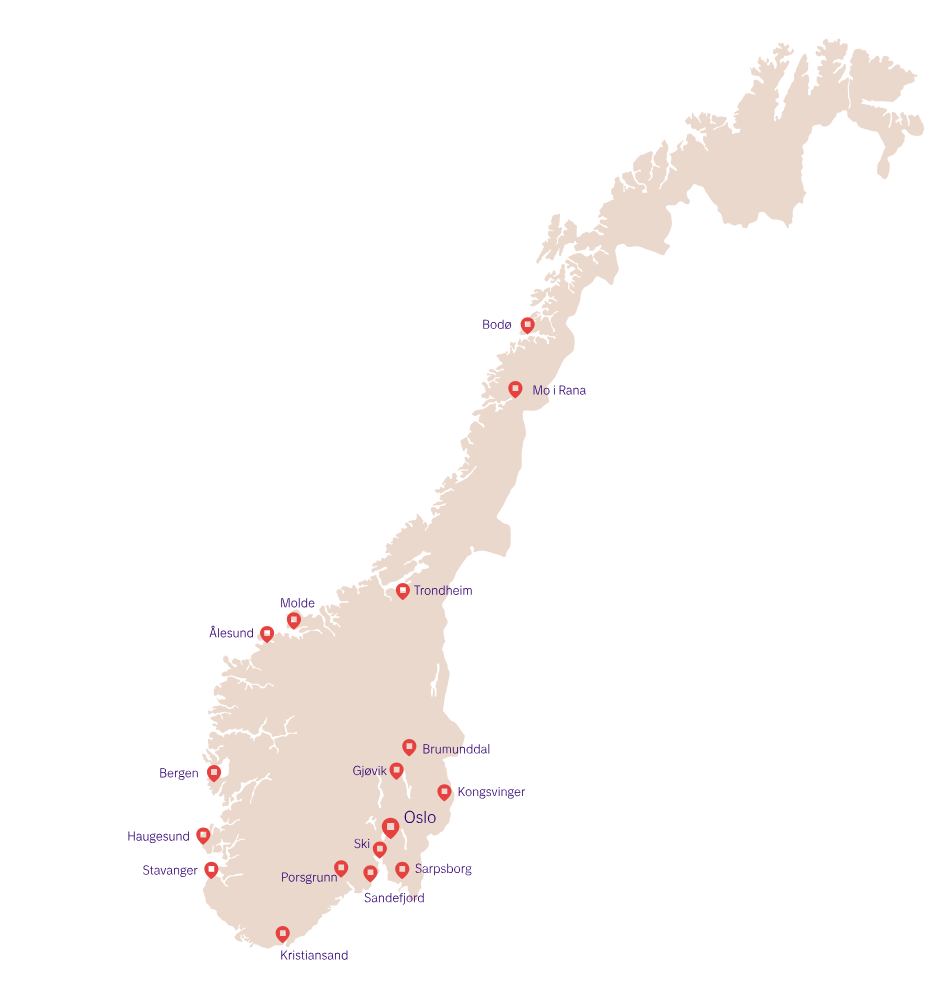 Bodø
Mo i Rana
Trondheim
Molde
Ålesund
Brumunddal
Gjøvik
Bergen
Kongsvinger
Oslo
Haugesund
Ski
Stavanger
Sarpsborg
Porsgrunn
Sandefjord
Kristiansand